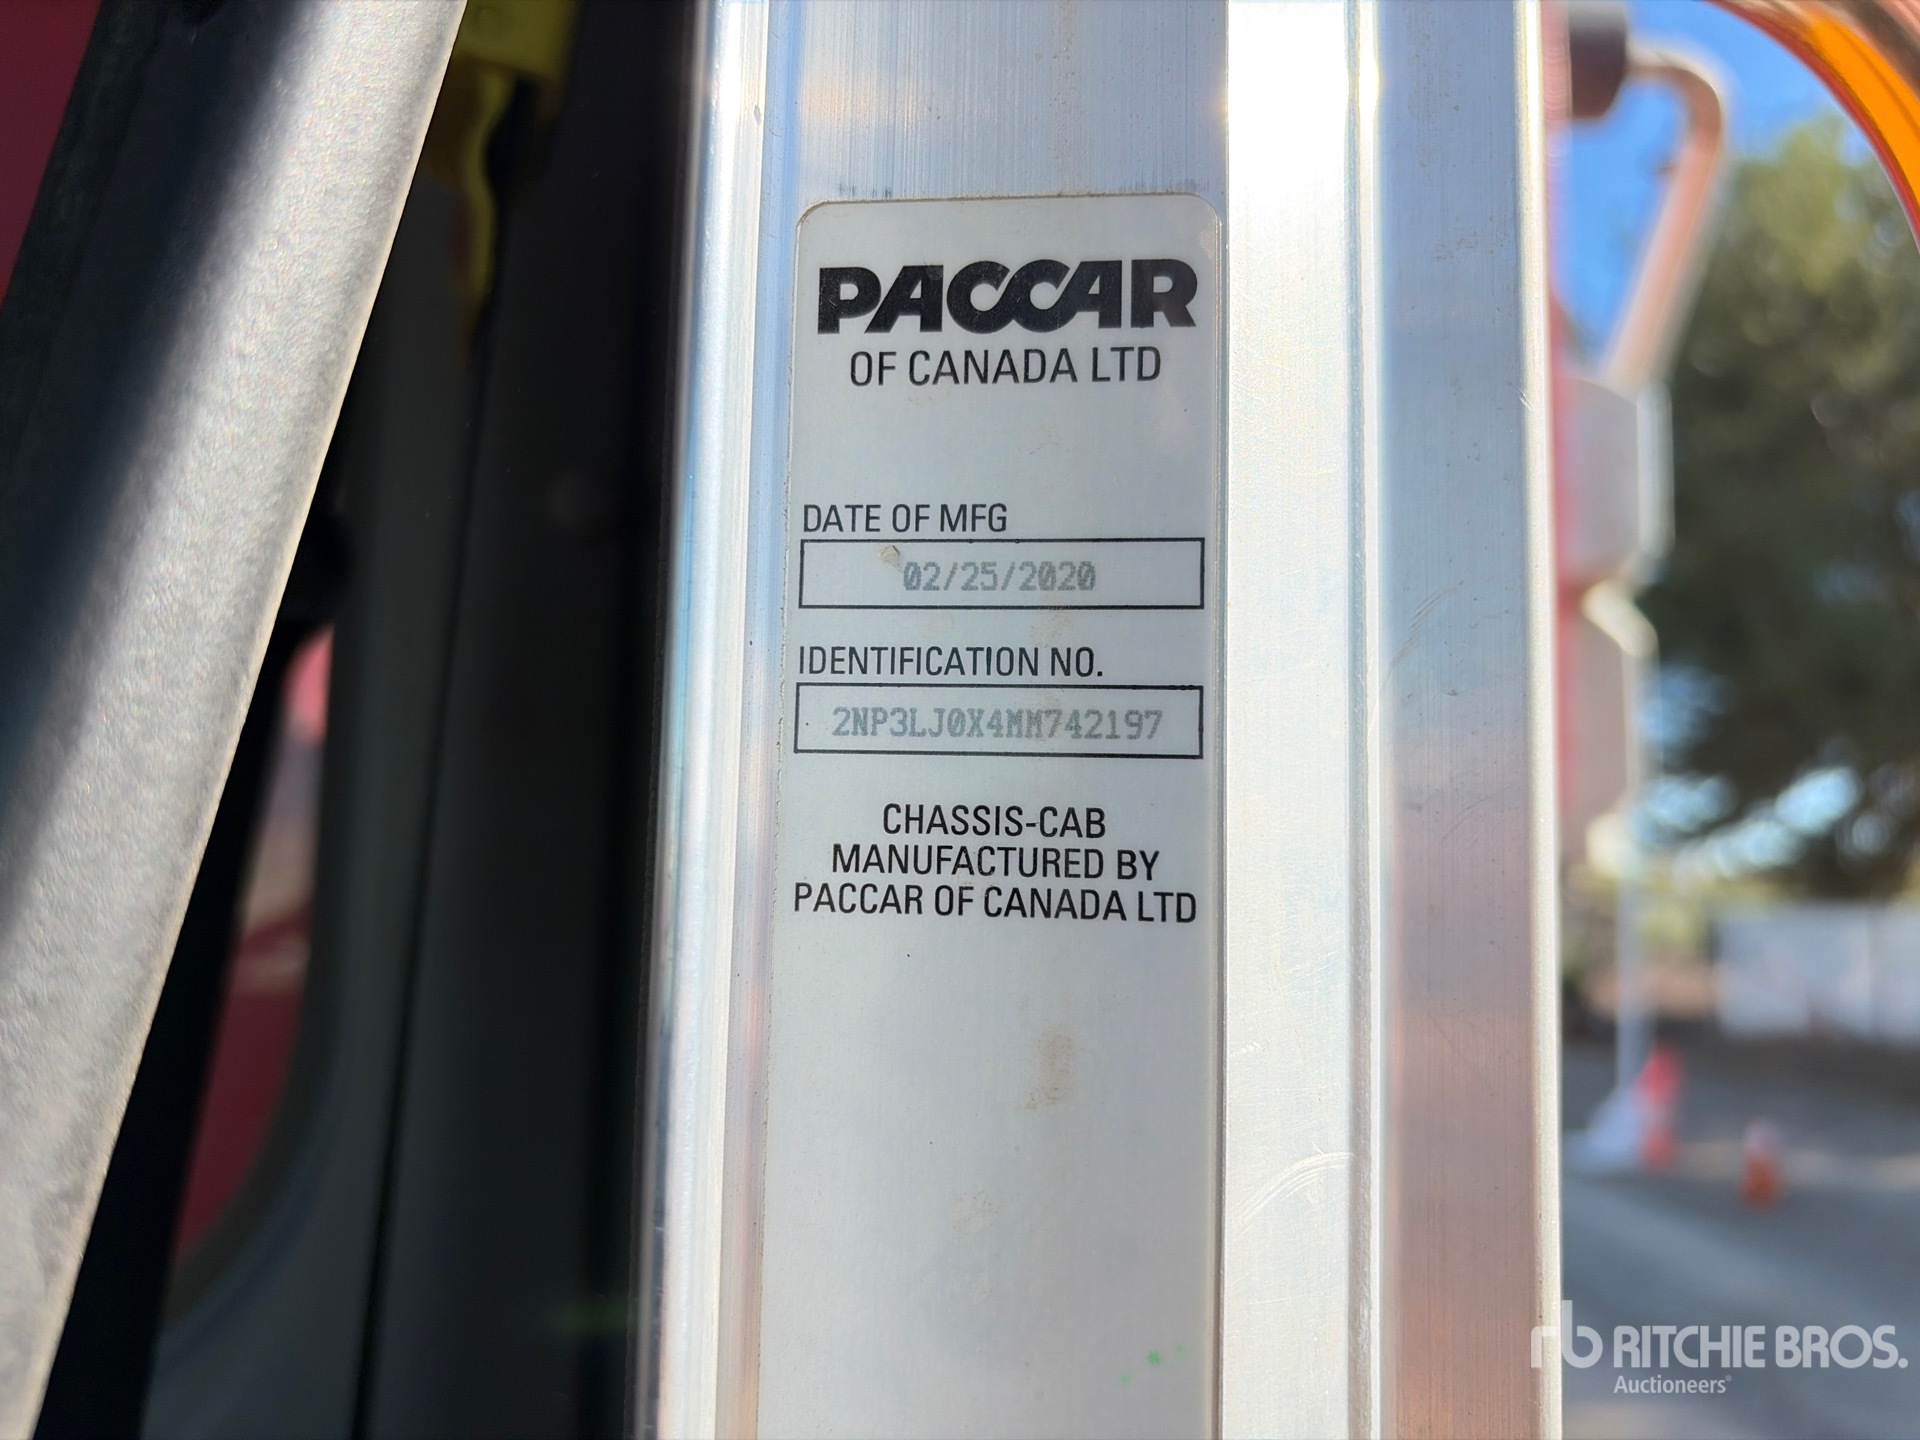 PACCAR
OF CANADA LTD
DATE OF MFG
02/25/2020
IDENTIFICATION NO.
2NP3LJ0X4MM742197
CHASSIS-CAB
MANUFACTURED BY
PACCAR OF CANADA LTD
rb RITCHIE BROS.
Auctioneers®